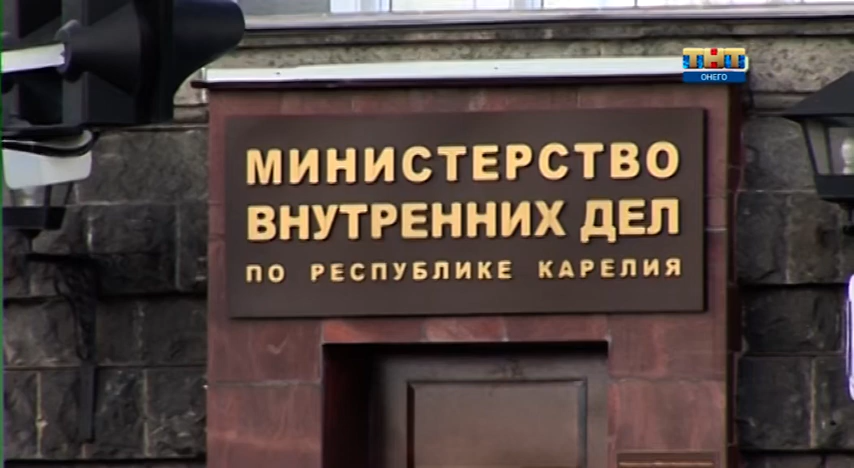 ТНТ
ОНЕГО
МИНИСТЕРСТВО
ВНУТРЕННИХ ДЕЛ
ПО РЕСПУБЛИКЕ КАРЕЛИЯ